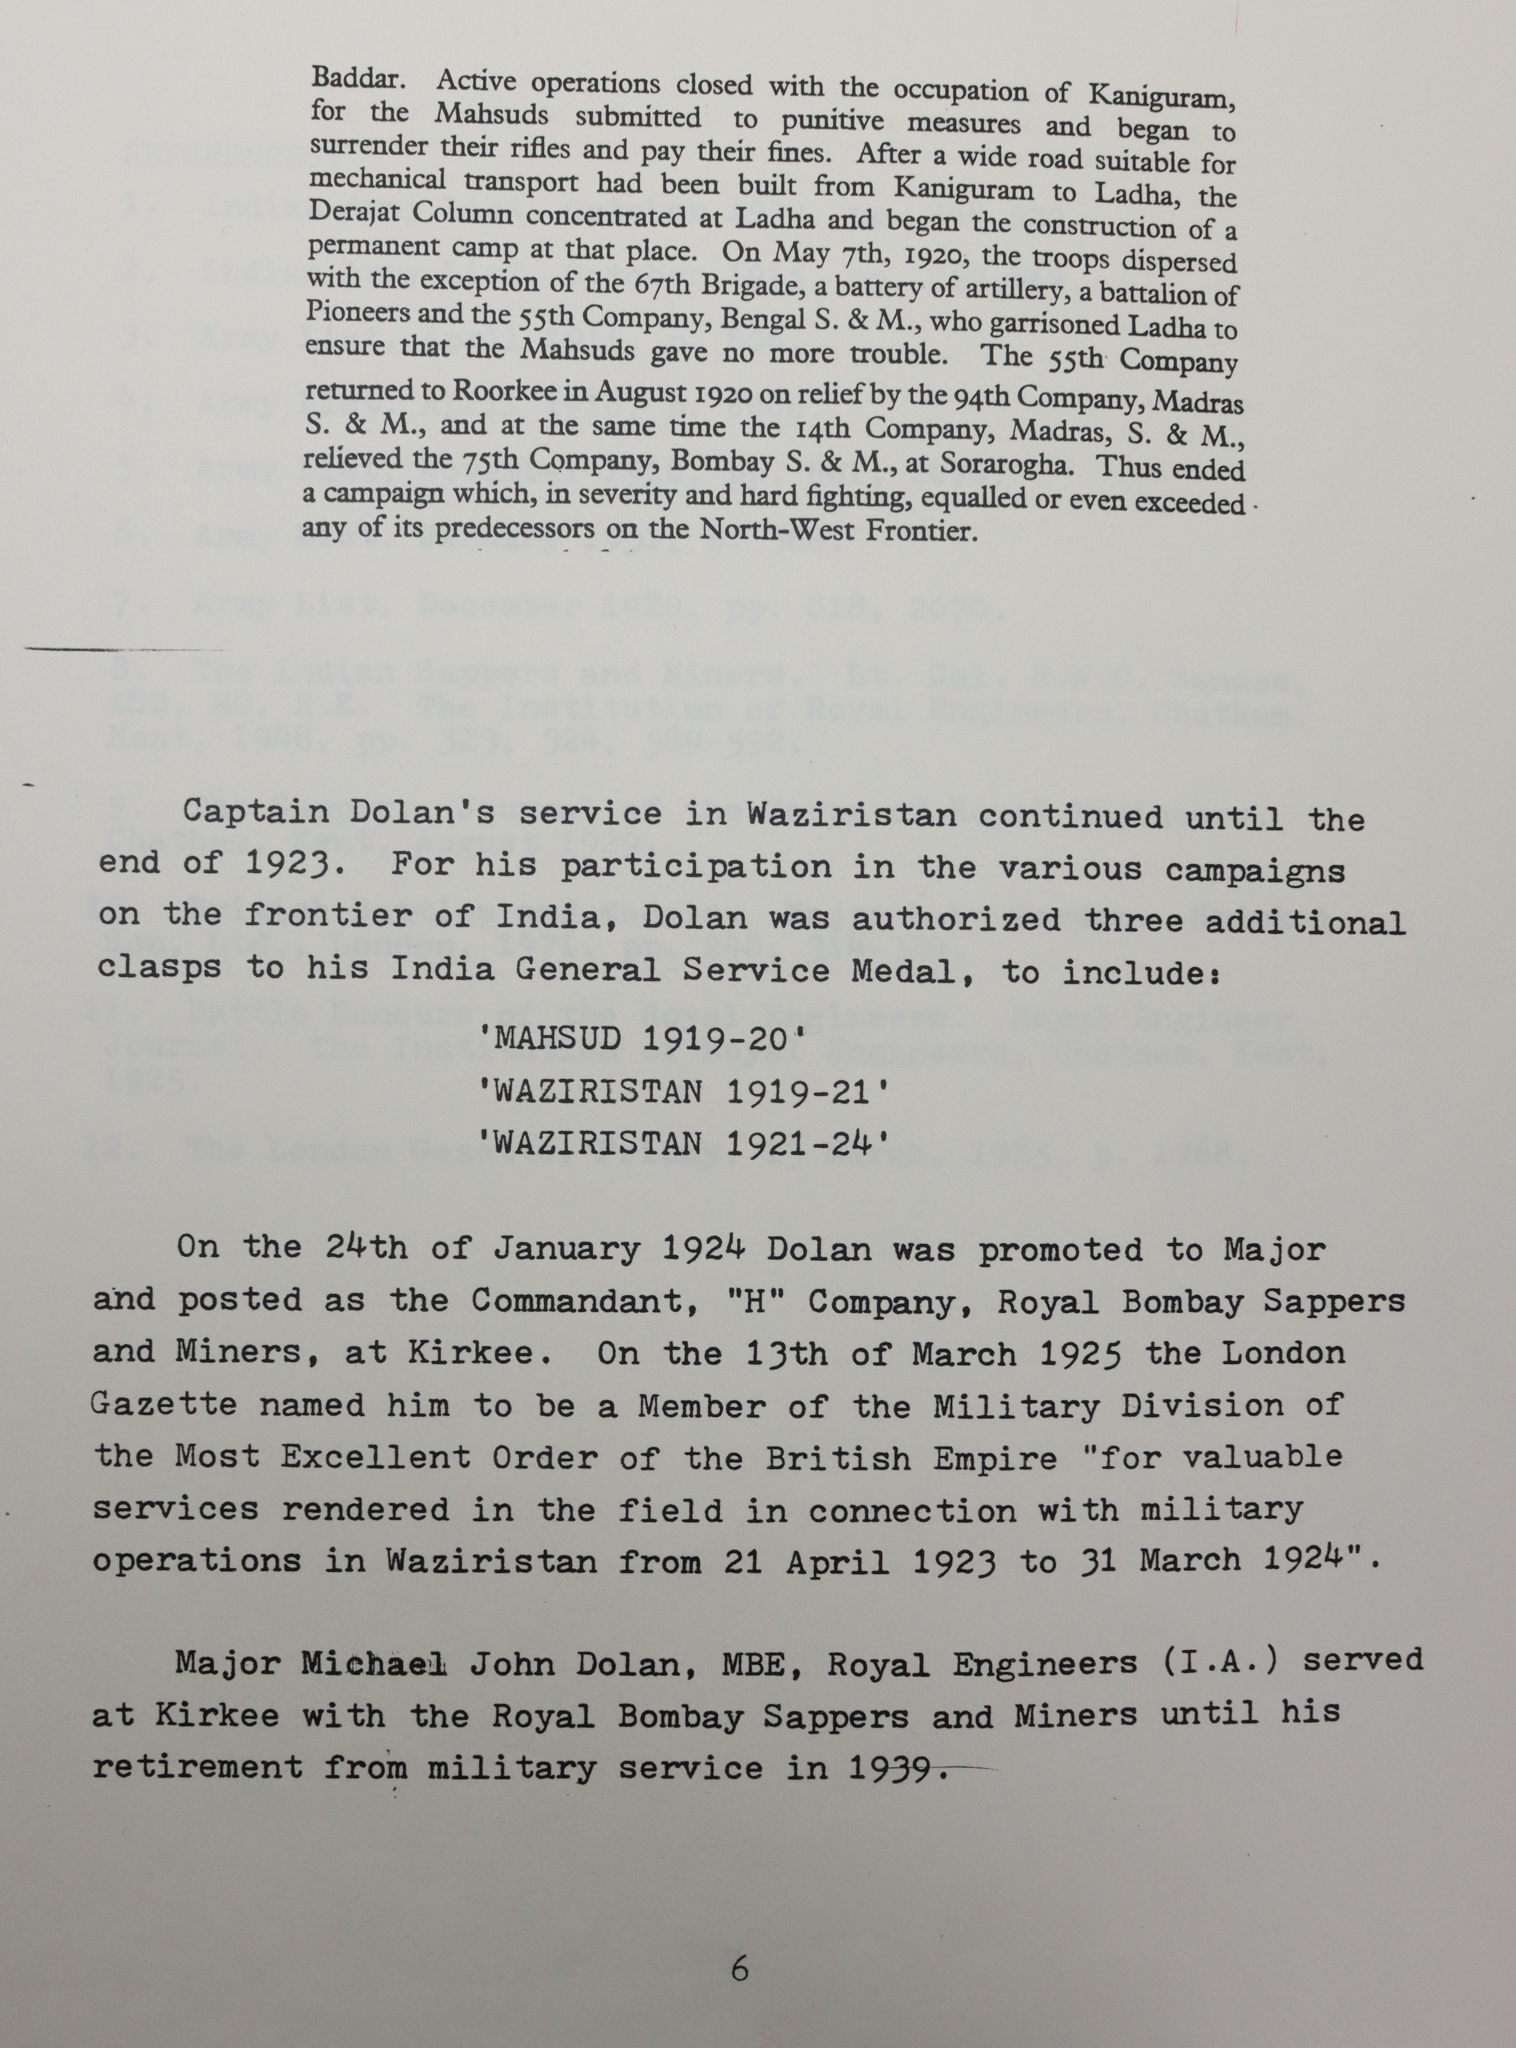 Baddar. Active operations closed with the occupation of Kaniguram,
for the Mahsuds submitted to punitive measures and began to
surrender their rifles and pay their fines. After a wide road suitable for
mechanical transport had been built from Kaniguram to Ladha, the
Derajat Column concentrated at Ladha and began the construction of a
permanent camp at that place. On May 7th, 1920, the troops dispersed
with the exception of the 67th Brigade, a battery of artillery, a battalion of
Pioneers and the 55th Company, Bengal S. & M., who garrisoned Ladha to
ensure that the Mahsuds gave no more trouble. The 55th Company
returned to Roorkee in August 1920 on relief by the 94th Company, Madras
S. & M., and at the same time the 14th Company, Madras, S. & M.,
relieved the 75th Company, Bombay S. & M., at Sorarogha. Thus ended
a campaign which, in severity and hard fighting, equalled or even exceeded
any of its predecessors on the North-West Frontier.
Captain Dolan's service in Waziristan continued until the
end of 1923. For his participation in the various campaigns
on the frontier of India, Dolan was authorized three additional
clasps to his India General Service Medal, to include:
'MAHSUD 1919-20'
'WAZIRISTAN 1919-21'
'WAZIRISTAN 1921-24'
On the 24th of January 1924 Dolan was promoted to Major
and posted as the Commandant, "H" Company, Royal Bombay Sappers
and Miners, at Kirkee. On the 13th of March 1925 the London
Gazette named him to be a Member of the Military Division of
the Most Excellent Order of the British Empire "for valuable
services rendered in the field in connection with military
operations in Waziristan from 21 April 1923 to 31 March 1924".
Major Michael John Dolan, MBE, Royal Engineers (I.A.) served
at Kirkee with the Royal Bombay Sappers and Miners until his
retirement from military service in 1939.
6